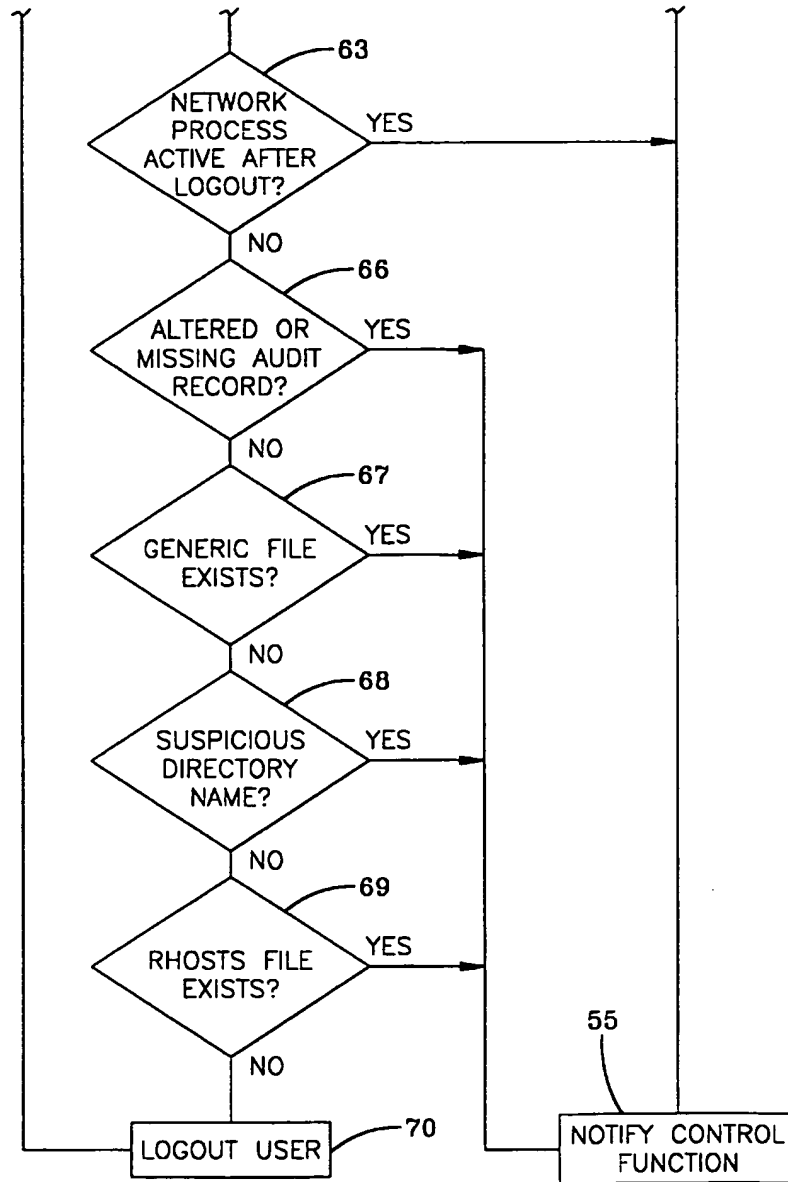 63
NETWORK
PROCESS
ACTIVE AFTER
LOGOUT?
YES
NO
66
ALTERED OR
MISSING AUDIT
RECORD?
YES
NO
67
GENERIC FILE
EXISTS?
YES
NO
68
SUSPICIOUS
DIRECTORY
NAME?
YES
NO
69
RHOSTS FILE
EXISTS?
YES
NO
LOGOUT USER
70
55
NOTIFY CONTROL
FUNCTION